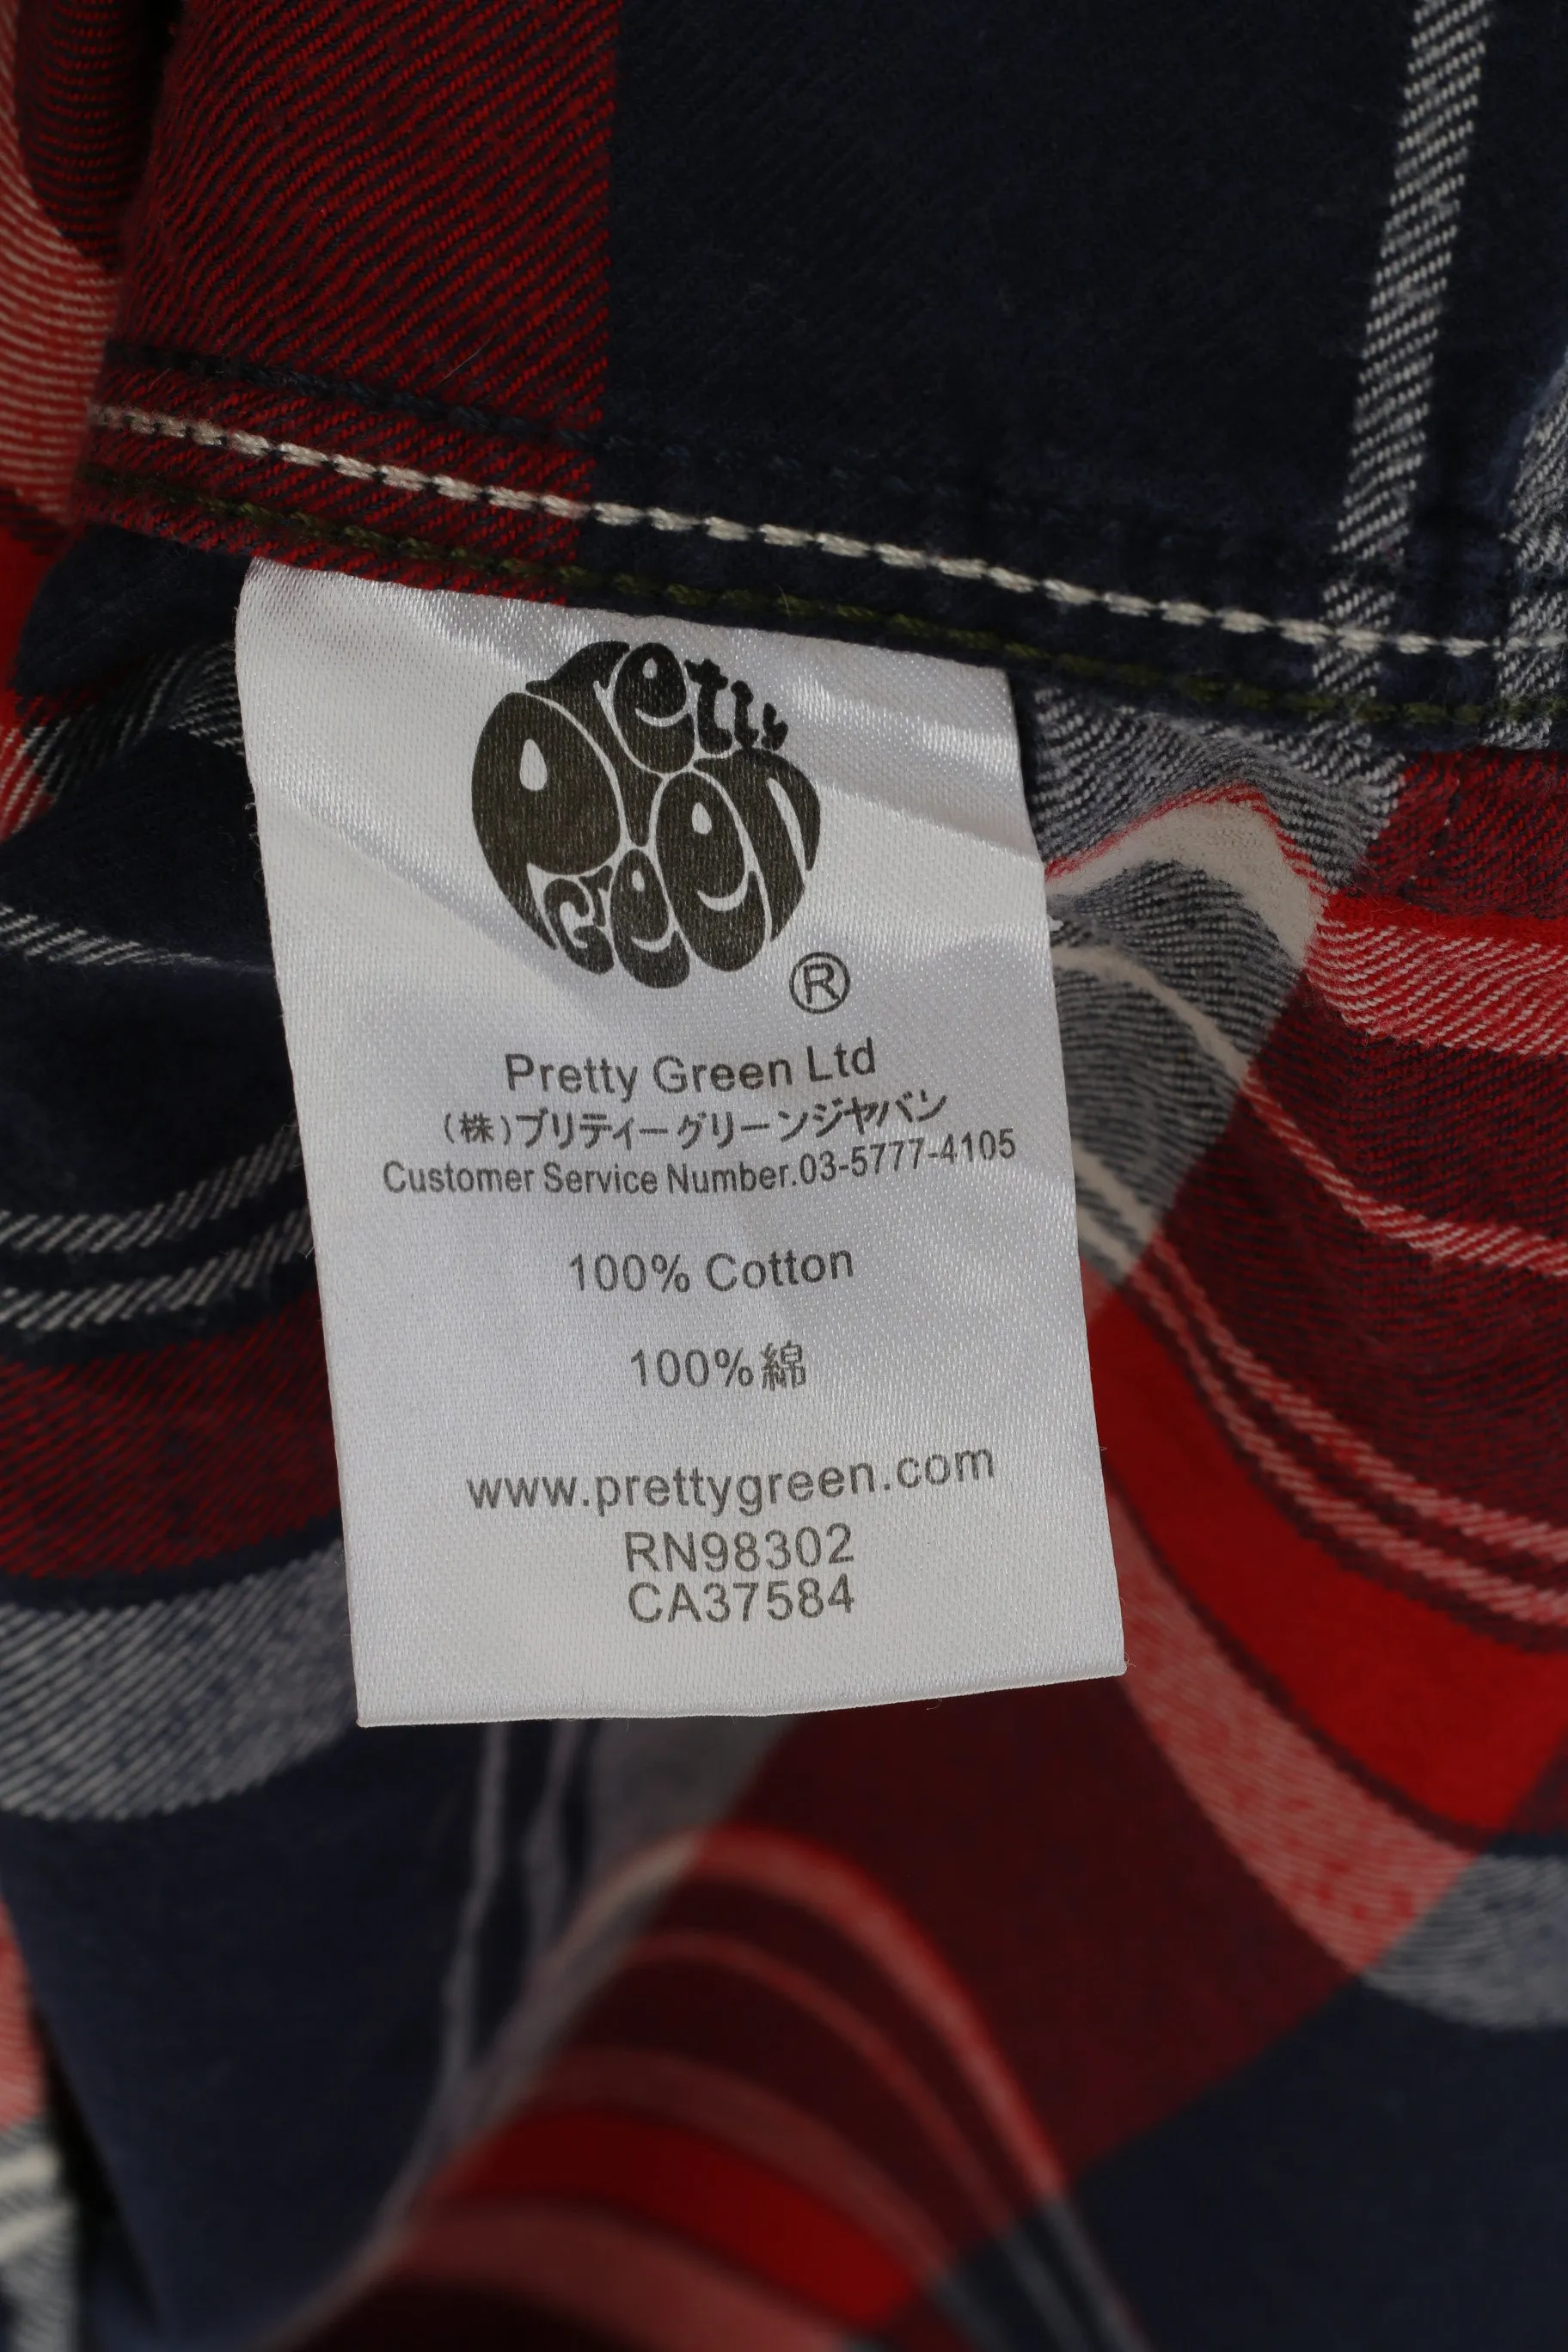 Pretty Green
®
Pretty Green Ltd
(株)プリティーグリーンジャパン
Customer Service Number.03-5777-4105
100% Cotton
100%綿
www.prettygreen.com
RN98302
CA37584